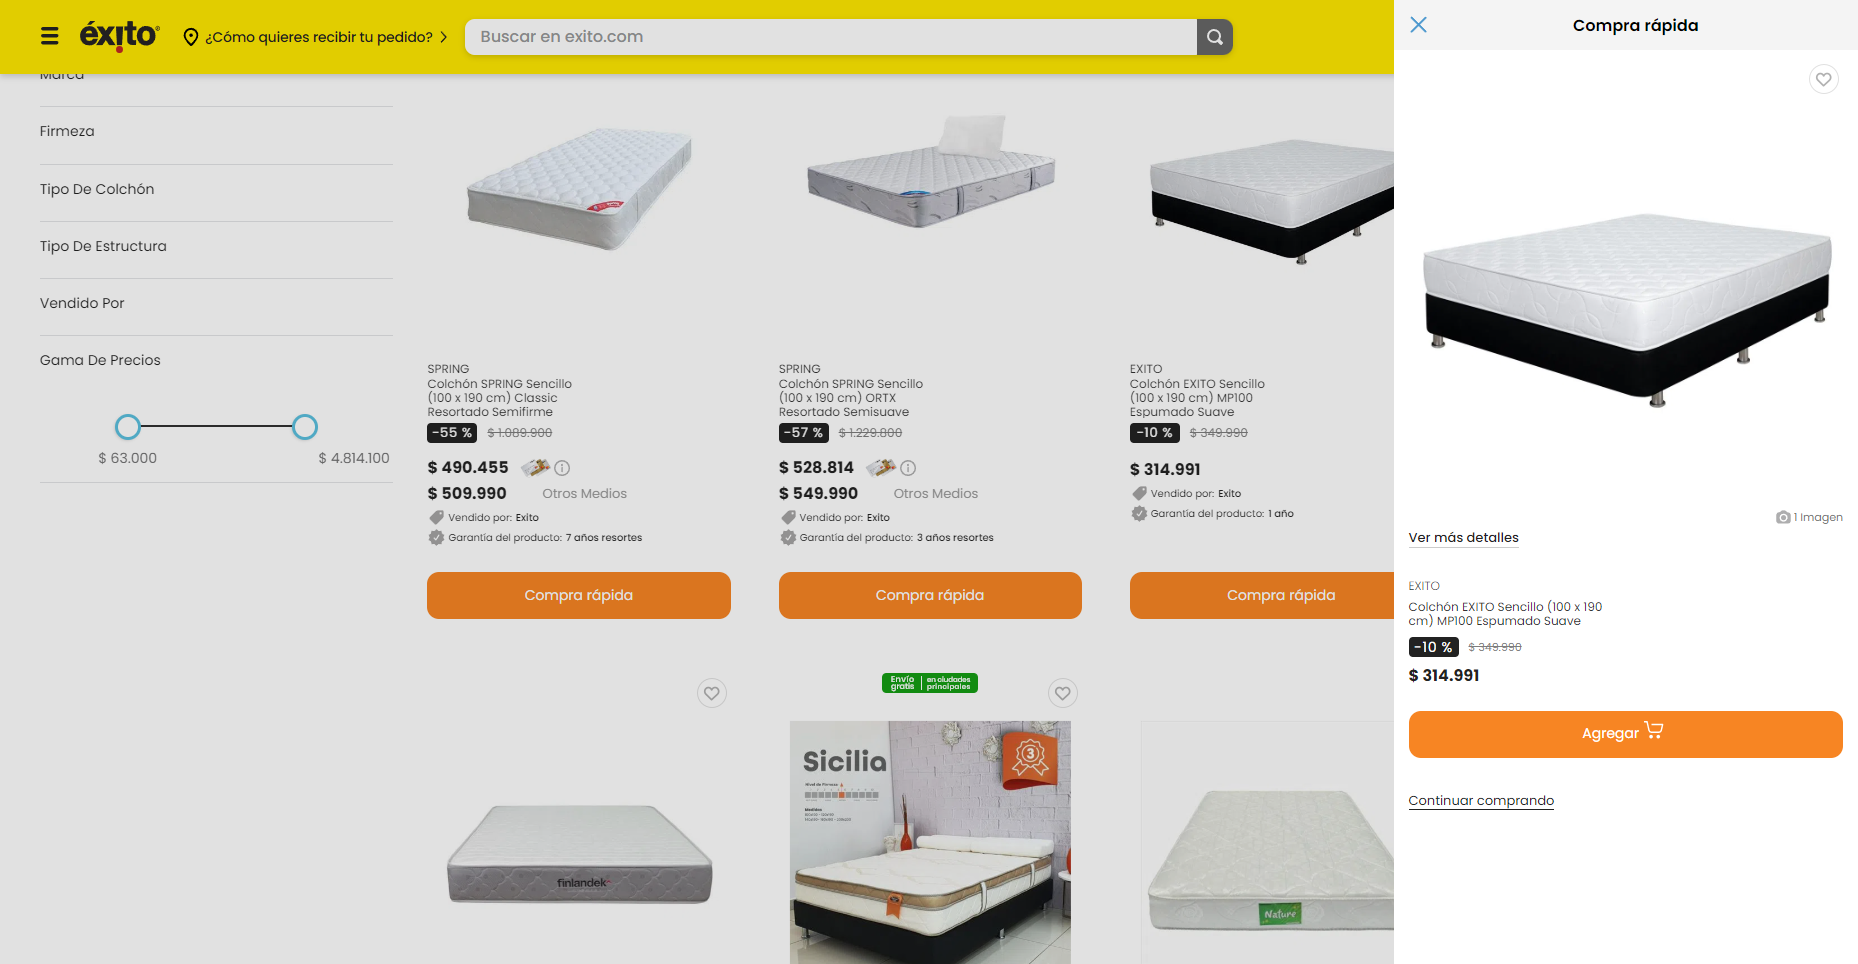 éxito
¿Cómo quieres recibir tu pedido?
Buscar en exito.com
Marca
Firmeza
Tipo De Colchón
Tipo De Estructura
Vendido Por
Gama De Precios
$ 63.000
$ 4.814.100
SPRING
Colchón SPRING Sencillo
(100 x 190 cm) Classic
Resortado Semifirme
-55 % $ 1.089.900
$ 490.455
$ 509.990 Otros Medios
Vendido por: Exito
Garantía del producto: 7 años resortes
Compra rápida
SPRING
Colchón SPRING Sencillo
(100 x 190 cm) ORTX
Resortado Semisuave
-57 % $ 1.229.800
$ 528.814
$ 549.990 Otros Medios
Vendido por: Exito
Garantía del producto: 3 años resortes
Compra rápida
EXITO
Colchón EXITO Sencillo
(100 x 190 cm) MP100
Espumado Suave
-10 % $ 349.990
$ 314.991
Vendido por: Exito
Garantía del producto: 1 año
Compra rápida
finlandek
Envío gratis en ciudades principales
Sicilia
Nivel de Firmeza
Medidas
3
Nature
Compra rápida
1 Imagen
Ver más detalles
EXITO
Colchón EXITO Sencillo (100 x 190
cm) MP100 Espumado Suave
-10 % $ 349.990
$ 314.991
Agregar
Continuar comprando